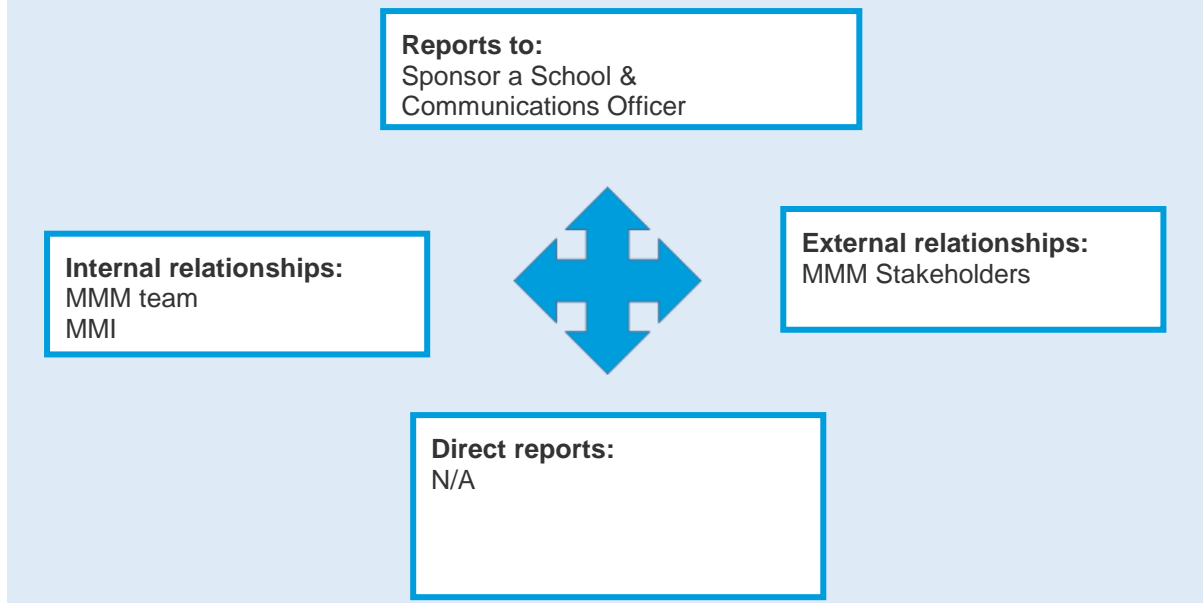 Reports to:
Sponsor a School &
Communications Officer
Internal relationships:
MMM team
MMI
External relationships:
MMM Stakeholders
Direct reports:
N/A